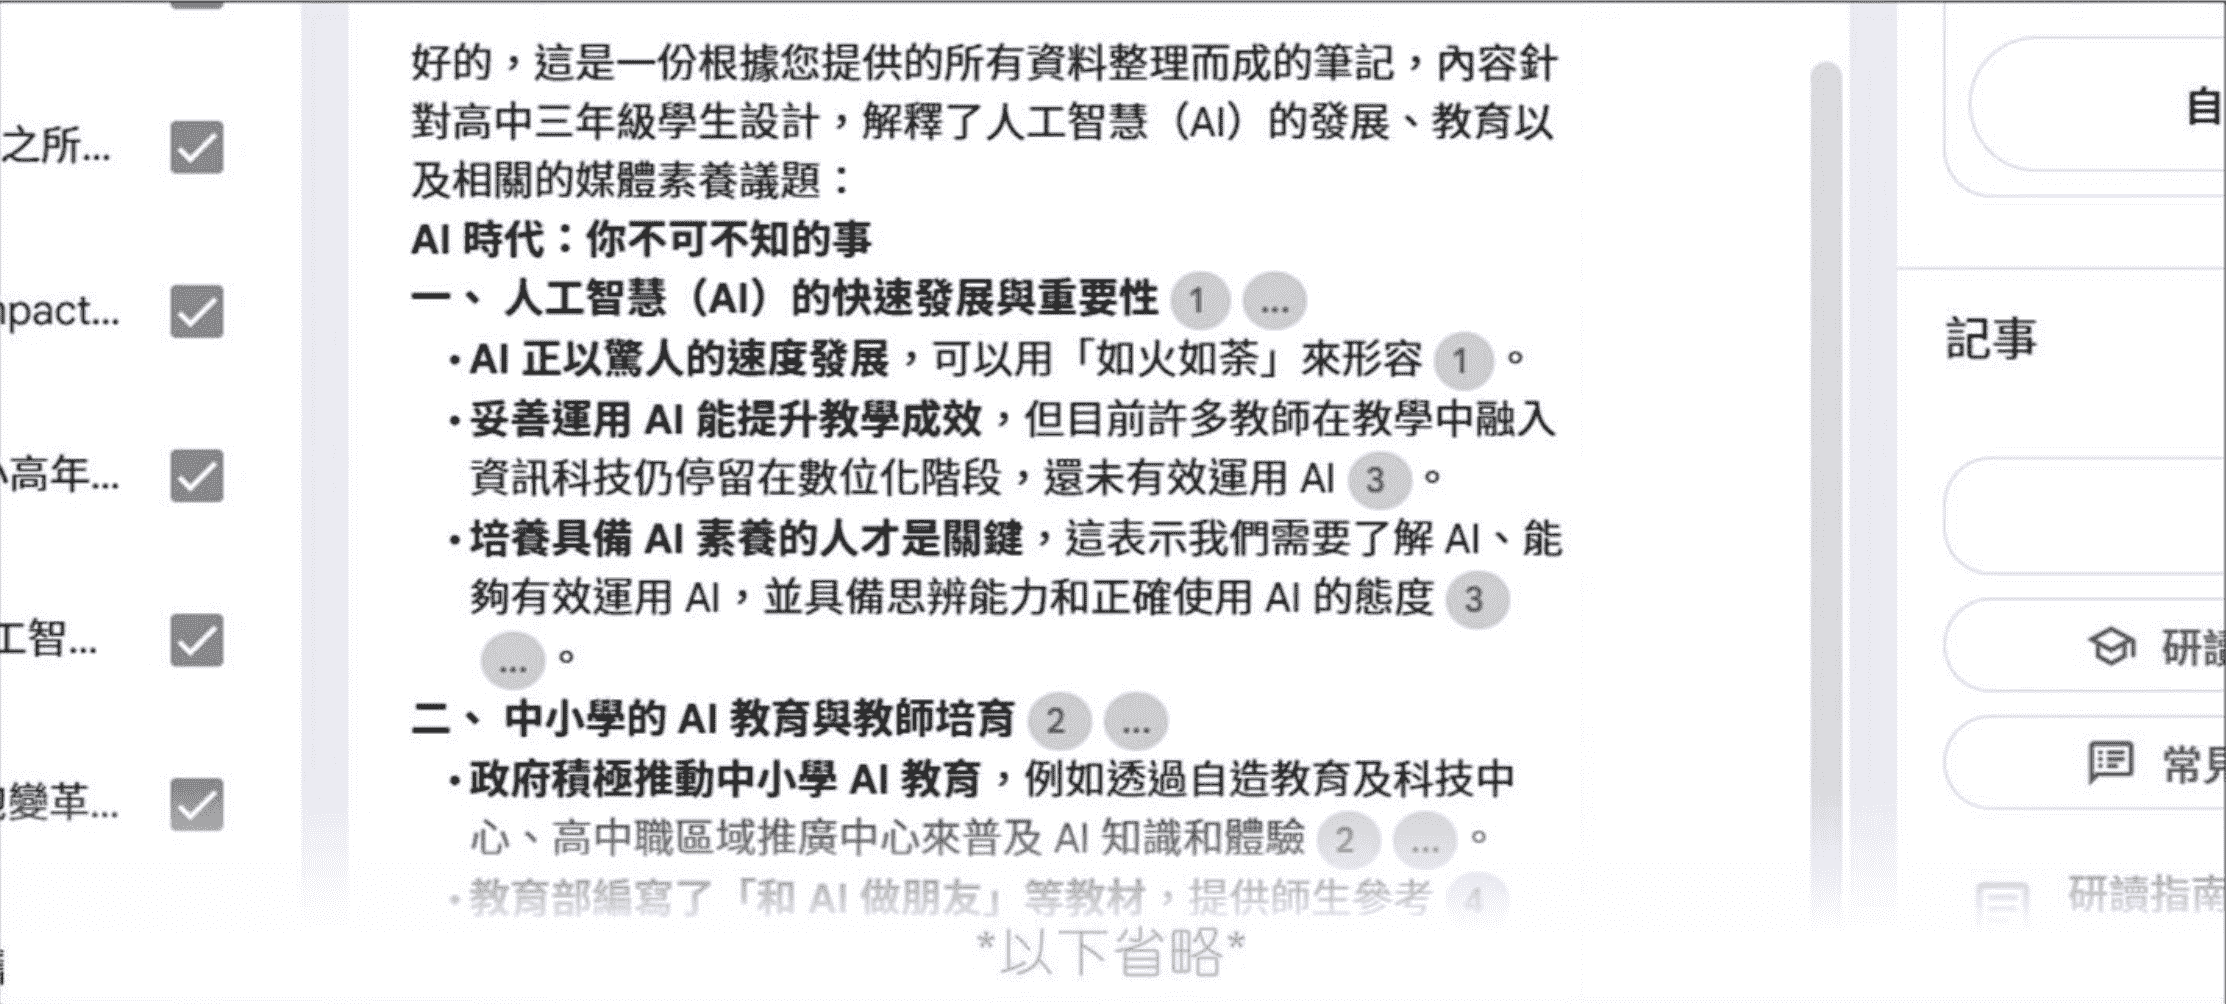 好的，這是一份根據您提供的所有資料整理而成的筆記，內容針
對高中三年級學生設計，解釋了人工智慧（AI）的發展、教育以
及相關的媒體素養議題：
AI 時代：你不可不知的事
一、 人工智慧（AI）的快速發展與重要性 1 ...
• AI 正以驚人的速度發展，可以用「如火如荼」來形容 1 。
• 妥善運用 AI 能提升教學成效，但目前許多教師在教學中融入
資訊科技仍停留在數位化階段，還未有效運用 AI 3 。
• 培養具備 AI 素養的人才是關鍵，這表示我們需要了解 AI、能
夠有效運用 AI，並具備思辨能力和正確使用 AI 的態度 3
... 。
二、 中小學的 AI 教育與教師培育 2 ...
• 政府積極推動中小學 AI 教育，例如透過自造教育及科技中
心、高中職區域推廣中心來普及 AI 知識和體驗 2 ... 。
• 教育部編寫了「和 AI 做朋友」等教材，提供師生參考 4
*以下省略*
之所...
mpact...
小高年...
工智...
變革...
自
記事
研讀
常見
研讀指南